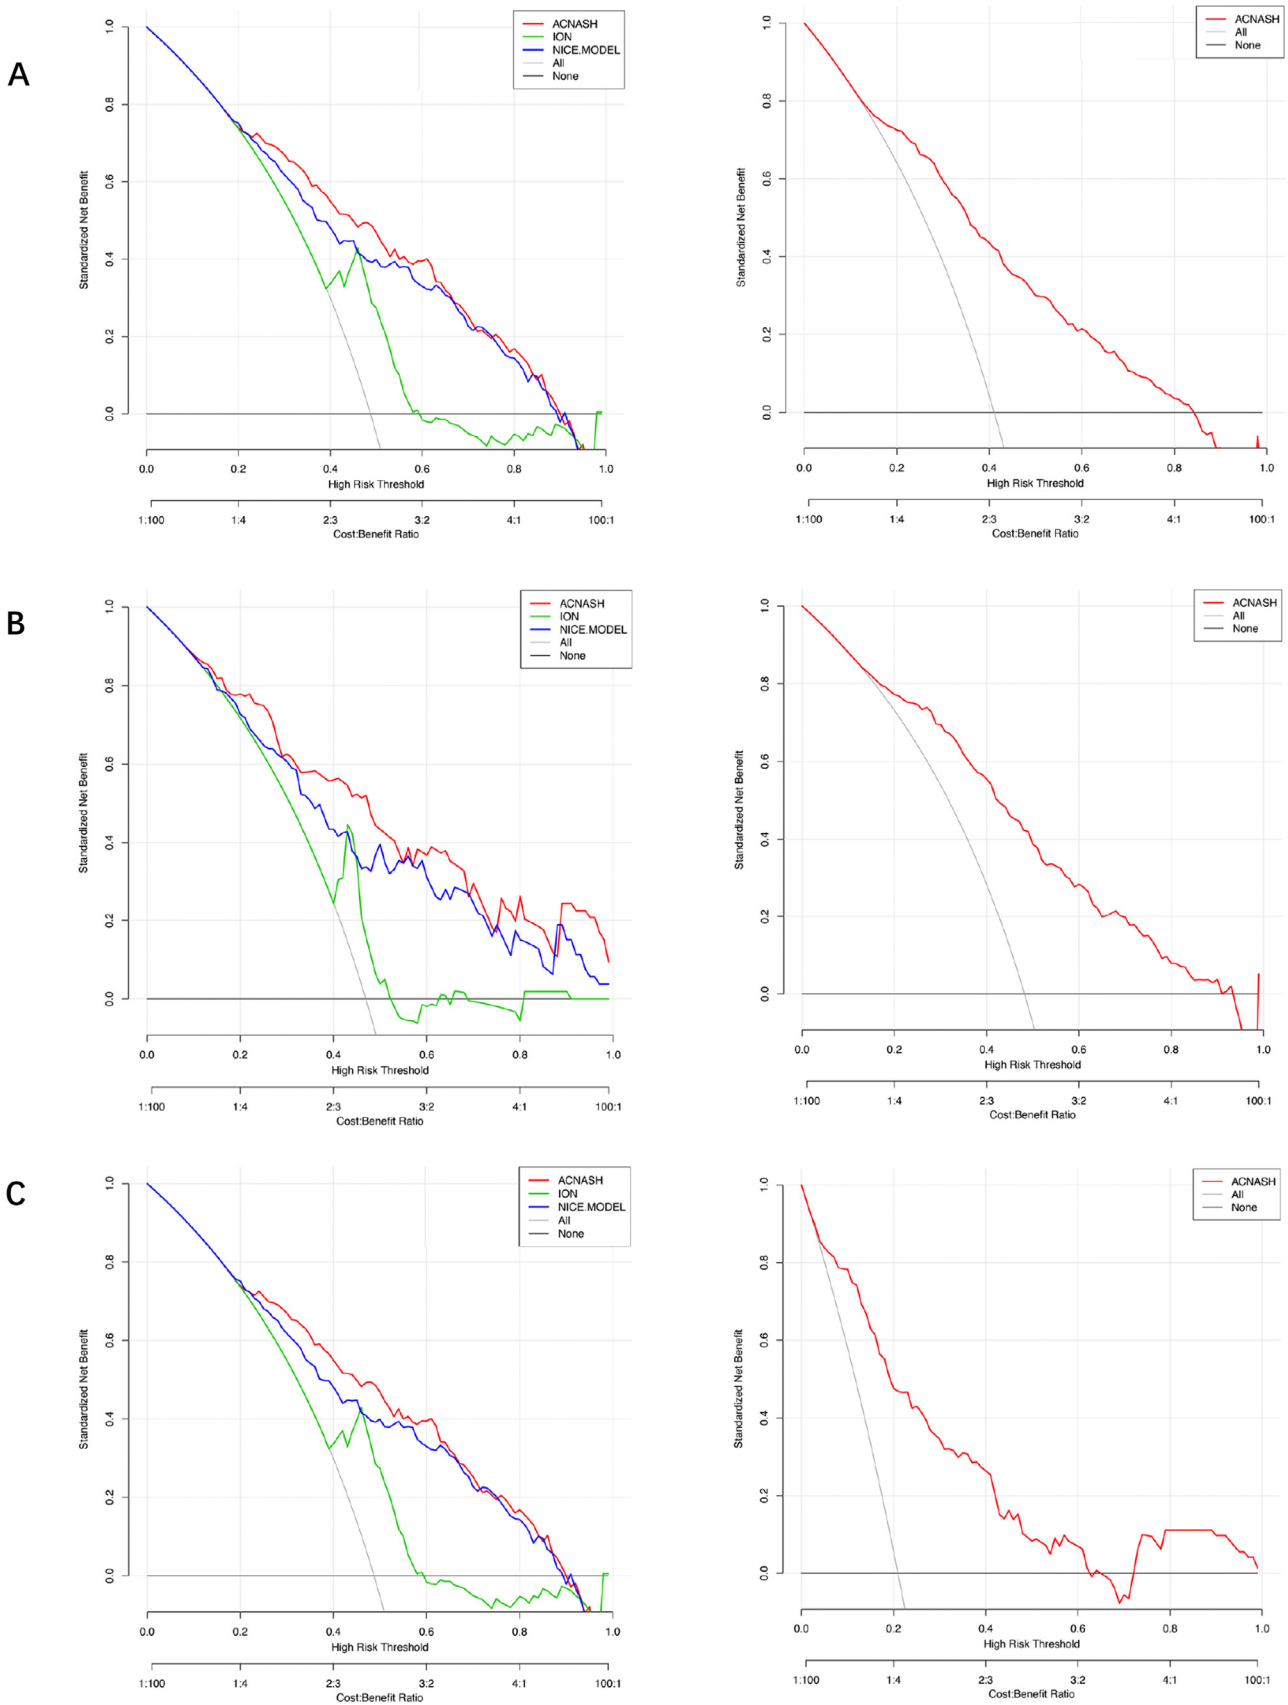 A
ACNASH
ION
NICE.MODEL
All
None
Standardized Net Benefit
1.0
0.8
0.6
0.4
0.2
0.0
0.0 0.2 0.4 0.6 0.8 1.0
High Risk Threshold
1:100 1:4 2:3 3:2 4:1 100:1
Cost:Benefit Ratio
ACNASH
All
None
Standardized Net Benefit
1.0
0.8
0.6
0.4
0.2
0.0
0.0 0.2 0.4 0.6 0.8 1.0
High Risk Threshold
1:100 1:4 2:3 3:2 4:1 100:1
Cost:Benefit Ratio
B
ACNASH
ION
NICE.MODEL
All
None
Standardized Net Benefit
1.0
0.8
0.6
0.4
0.2
0.0
0.0 0.2 0.4 0.6 0.8 1.0
High Risk Threshold
1:100 1:4 2:3 3:2 4:1 100:1
Cost:Benefit Ratio
ACNASH
All
None
Standardized Net Benefit
1.0
0.8
0.6
0.4
0.2
0.0
0.0 0.2 0.4 0.6 0.8 1.0
High Risk Threshold
1:100 1:4 2:3 3:2 4:1 100:1
Cost:Benefit Ratio
C
ACNASH
ION
NICE.MODEL
All
None
Standardized Net Benefit
1.0
0.8
0.6
0.4
0.2
0.0
0.0 0.2 0.4 0.6 0.8 1.0
High Risk Threshold
1:100 1:4 2:3 3:2 4:1 100:1
Cost:Benefit Ratio
ACNASH
All
None
Standardized Net Benefit
1.0
0.8
0.6
0.4
0.2
0.0
0.0 0.2 0.4 0.6 0.8 1.0
High Risk Threshold
1:100 1:4 2:3 3:2 4:1 100:1
Cost:Benefit Ratio